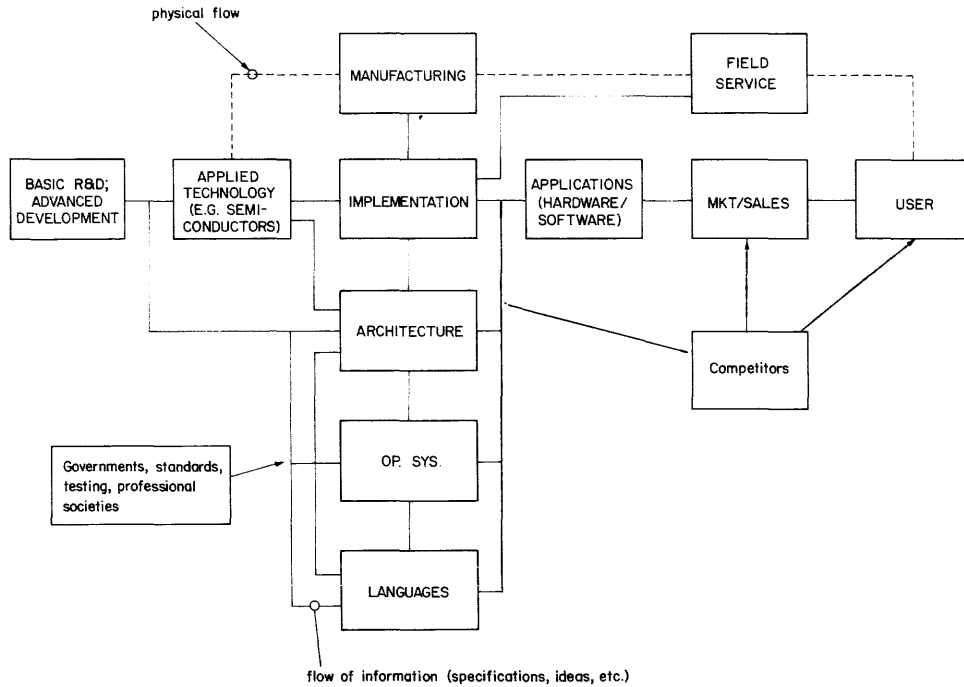 physical flow
MANUFACTURING
FIELD
SERVICE
BASIC R&D;
ADVANCED
DEVELOPMENT
APPLIED
TECHNOLOGY
(E.G. SEMI-
CONDUCTORS)
IMPLEMENTATION
APPLICATIONS
(HARDWARE/
SOFTWARE)
MKT/SALES
USER
ARCHITECTURE
Competitors
Governments, standards,
testing, professional
societies
OP. SYS.
LANGUAGES
flow of information (specifications, ideas, etc.)